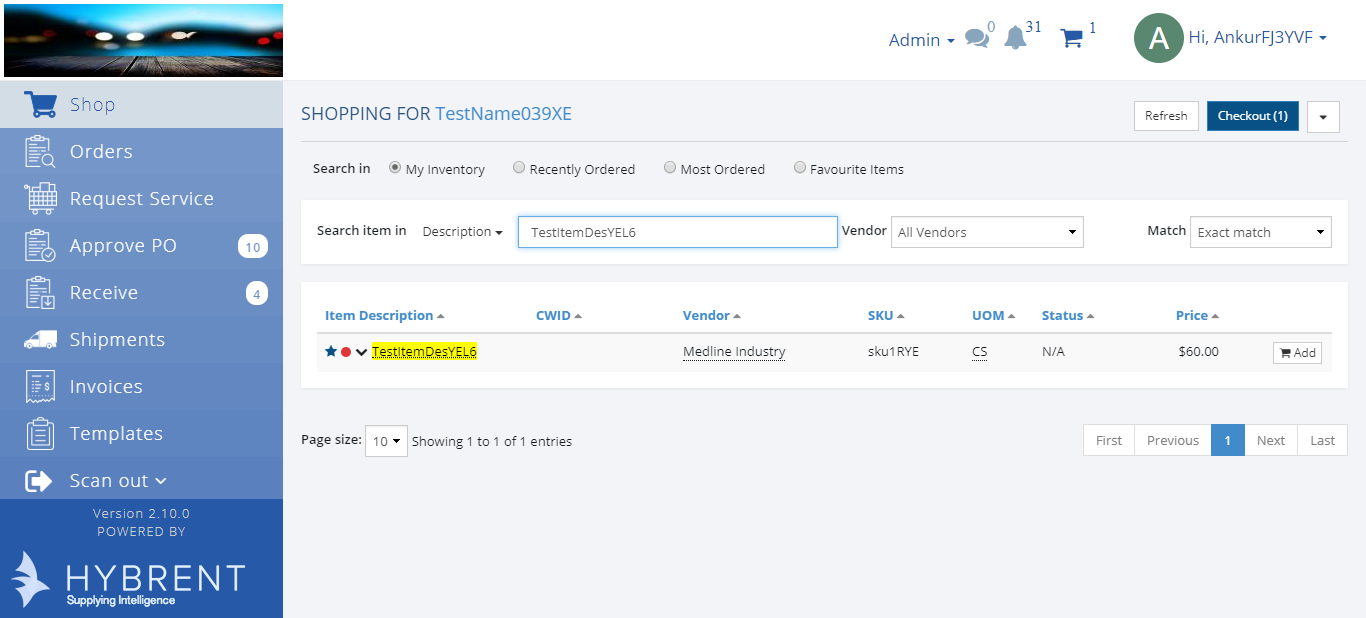 Admin 0 31 1 A Hi, AnkurFJ3YVF
Shop
Orders
Request Service
Approve PO 10
Receive 4
Shipments
Invoices
Templates
Scan out
Version 2.10.0
POWERED BY
HYBRENT
Supplying Intelligence
SHOPPING FOR TestName039XE Refresh Checkout (1)
Search in My Inventory Recently Ordered Most Ordered Favourite Items
Search item in Description TestItemDesYEL6 Vendor All Vendors Match Exact match
Item Description CWID Vendor SKU UOM Status Price
TestItemDesYEL6 Medline Industry sku1RYE CS N/A $60.00 Add
Page size: 10 Showing 1 to 1 of 1 entries First Previous 1 Next Last